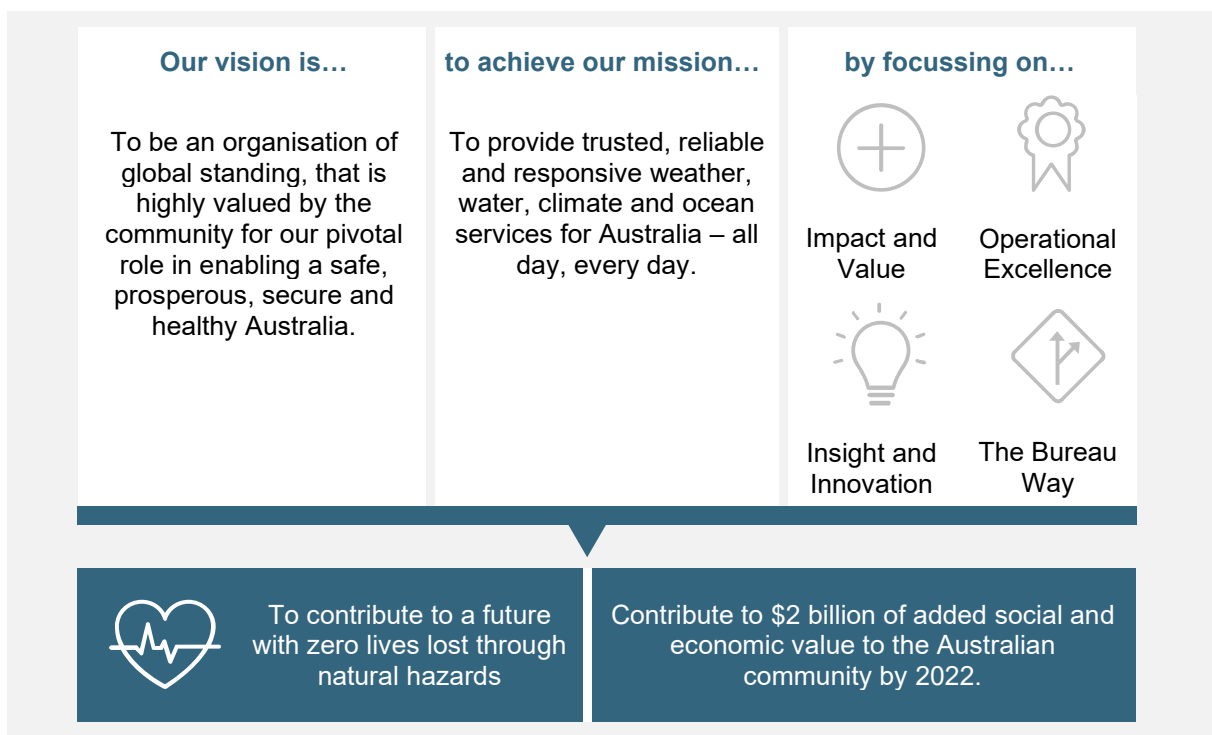 Our vision is…
To be an organisation of
global standing, that is
highly valued by the
community for our pivotal
role in enabling a safe,
prosperous, secure and
healthy Australia.
to achieve our mission…
To provide trusted, reliable
and responsive weather,
water, climate and ocean
services for Australia – all
day, every day.
by focussing on…
Impact and
Value
Operational
Excellence
Insight and
Innovation
The Bureau
Way
To contribute to a future
with zero lives lost through
natural hazards
Contribute to $2 billion of added social and
economic value to the Australian
community by 2022.